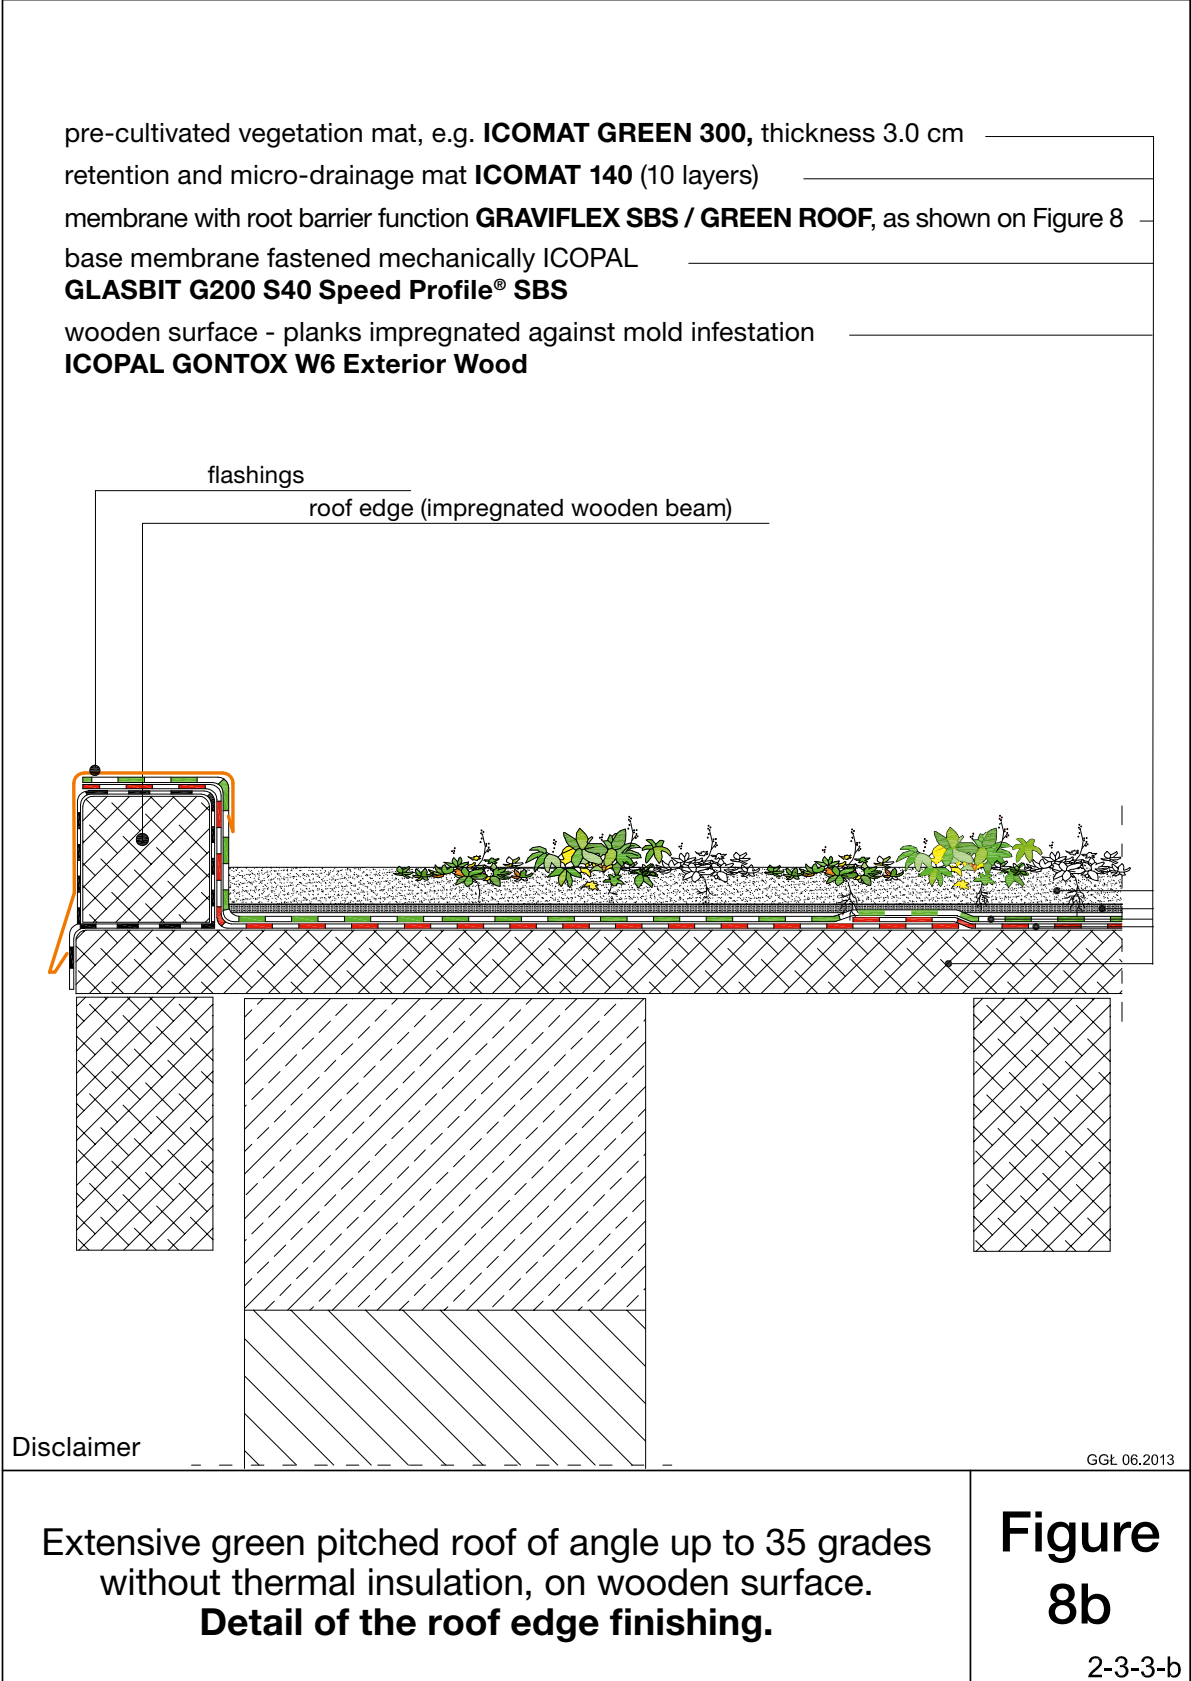 pre-cultivated vegetation mat, e.g. ICOMAT GREEN 300, thickness 3.0 cm
retention and micro-drainage mat ICOMAT 140 (10 layers)
membrane with root barrier function GRAVIFLEX SBS / GREEN ROOF, as shown on Figure 8
base membrane fastened mechanically ICOPAL
GLASBIT G200 S40 Speed Profile® SBS
wooden surface - planks impregnated against mold infestation
ICOPAL GONTOX W6 Exterior Wood
flashings
roof edge (impregnated wooden beam)
Disclaimer
GGŁ 06.2013
Extensive green pitched roof of angle up to 35 grades
without thermal insulation, on wooden surface.
Detail of the roof edge finishing.
Figure
8b
2-3-3-b